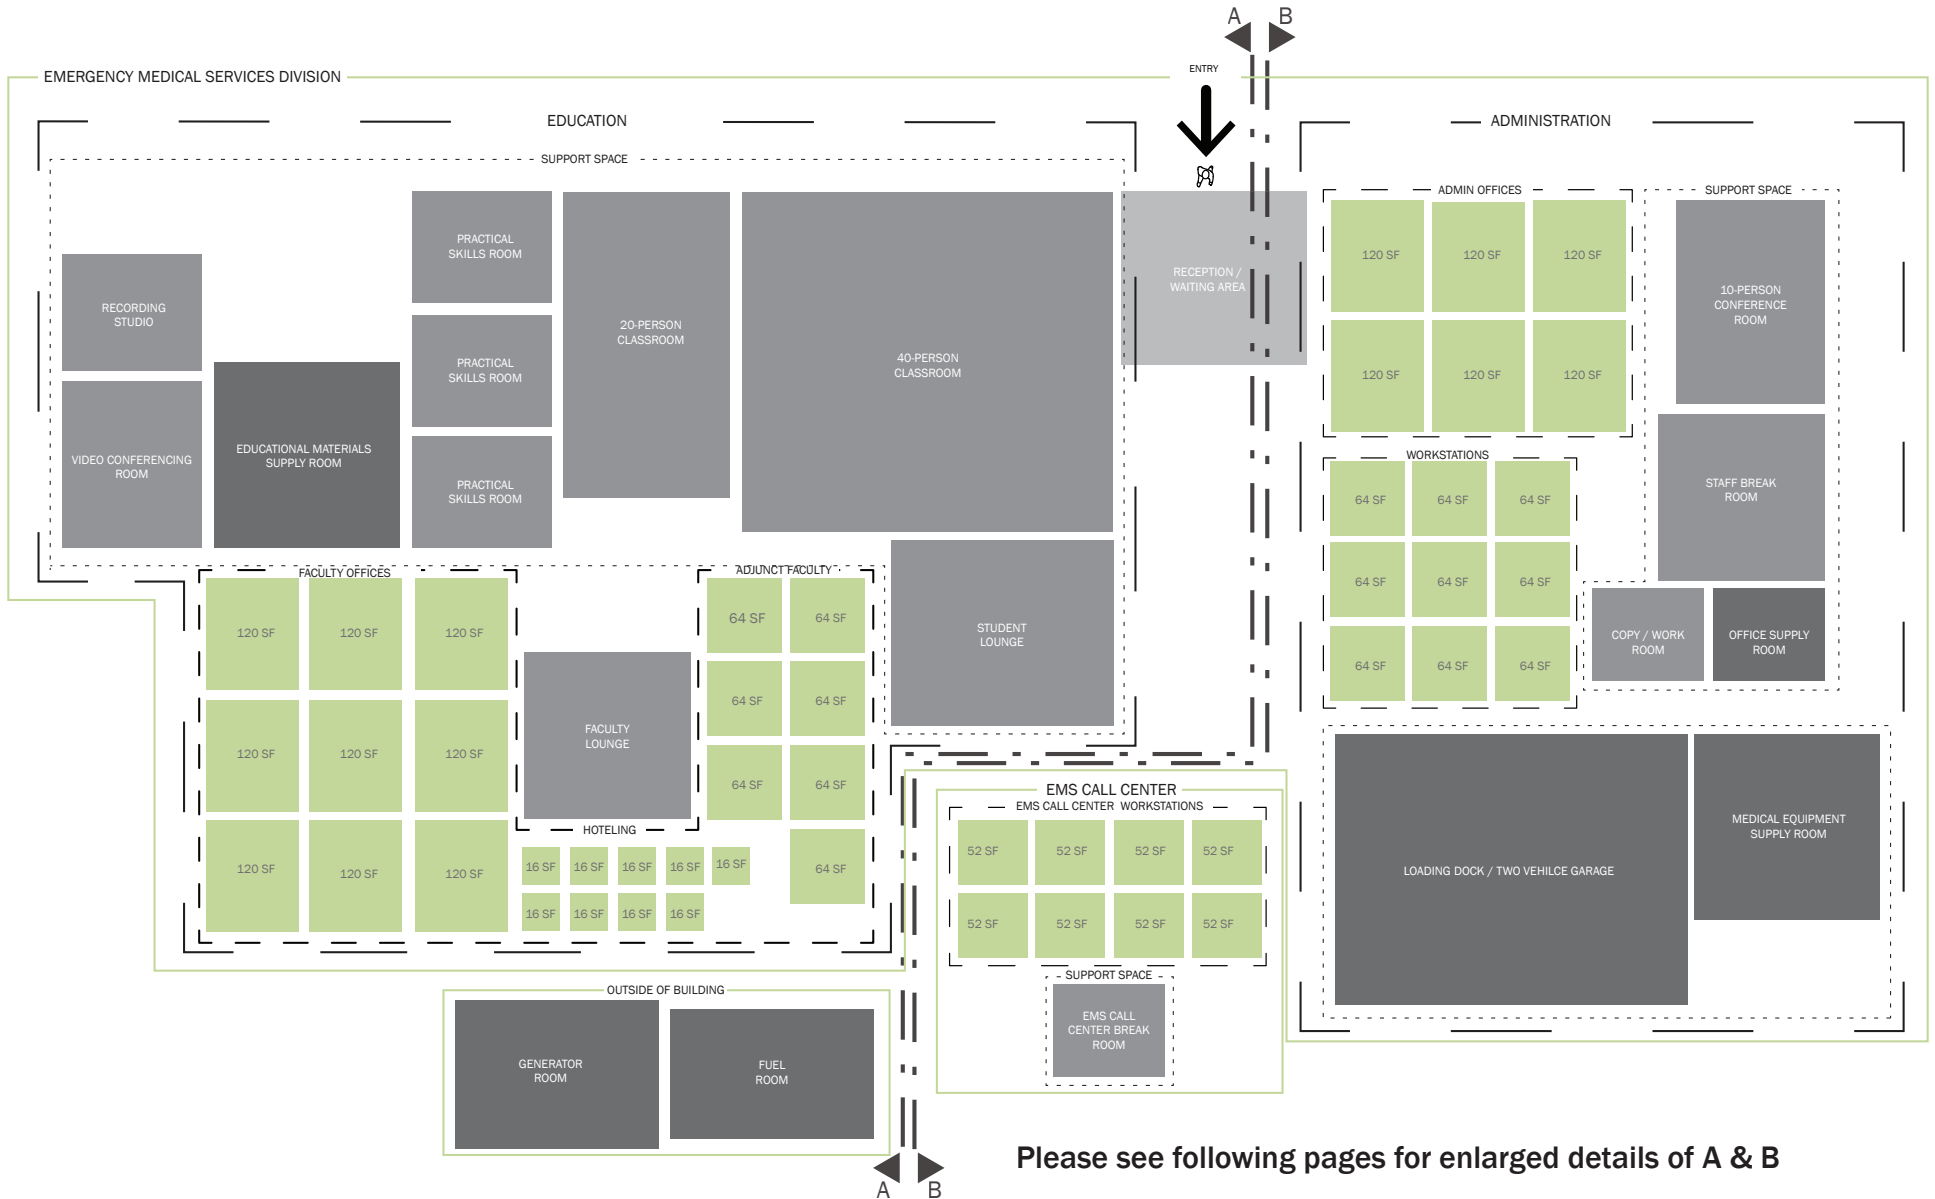 A
B
ENTRY
EMERGENCY MEDICAL SERVICES DIVISION
EDUCATION
SUPPORT SPACE
PRACTICAL
SKILLS ROOM
PRACTICAL
SKILLS ROOM
PRACTICAL
SKILLS ROOM
RECORDING
STUDIO
VIDEO CONFERENCING
ROOM
EDUCATIONAL MATERIALS
SUPPLY ROOM
20-PERSON
CLASSROOM
40-PERSON
CLASSROOM
RECEPTION /
WAITING AREA
STUDENT
LOUNGE
FACULTY OFFICES
120 SF
120 SF
120 SF
120 SF
120 SF
120 SF
120 SF
120 SF
120 SF
FACULTY
LOUNGE
HOTELING
16 SF
16 SF
16 SF
16 SF
16 SF
16 SF
16 SF
16 SF
16 SF
ADJUNCT FACULTY
64 SF
64 SF
64 SF
64 SF
64 SF
64 SF
64 SF
ADMINISTRATION
ADMIN OFFICES
120 SF
120 SF
120 SF
120 SF
120 SF
120 SF
WORKSTATIONS
64 SF
64 SF
64 SF
64 SF
64 SF
64 SF
64 SF
64 SF
64 SF
SUPPORT SPACE
10-PERSON
CONFERENCE
ROOM
STAFF BREAK
ROOM
COPY / WORK
ROOM
OFFICE SUPPLY
ROOM
LOADING DOCK / TWO VEHILCE GARAGE
MEDICAL EQUIPMENT
SUPPLY ROOM
EMS CALL CENTER
EMS CALL CENTER WORKSTATIONS
52 SF
52 SF
52 SF
52 SF
52 SF
52 SF
52 SF
52 SF
SUPPORT SPACE
EMS CALL
CENTER BREAK
ROOM
OUTSIDE OF BUILDING
GENERATOR
ROOM
FUEL
ROOM
A
B
Please see following pages for enlarged details of A & B